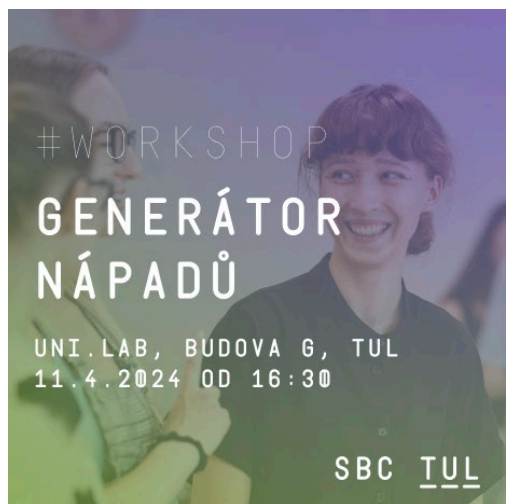 #WORKSHOP
GENERÁTOR
NÁPADŮ
UNI.LAB, BUDOVA G, TUL
11.4.2024 OD 16:30
SBC TUL